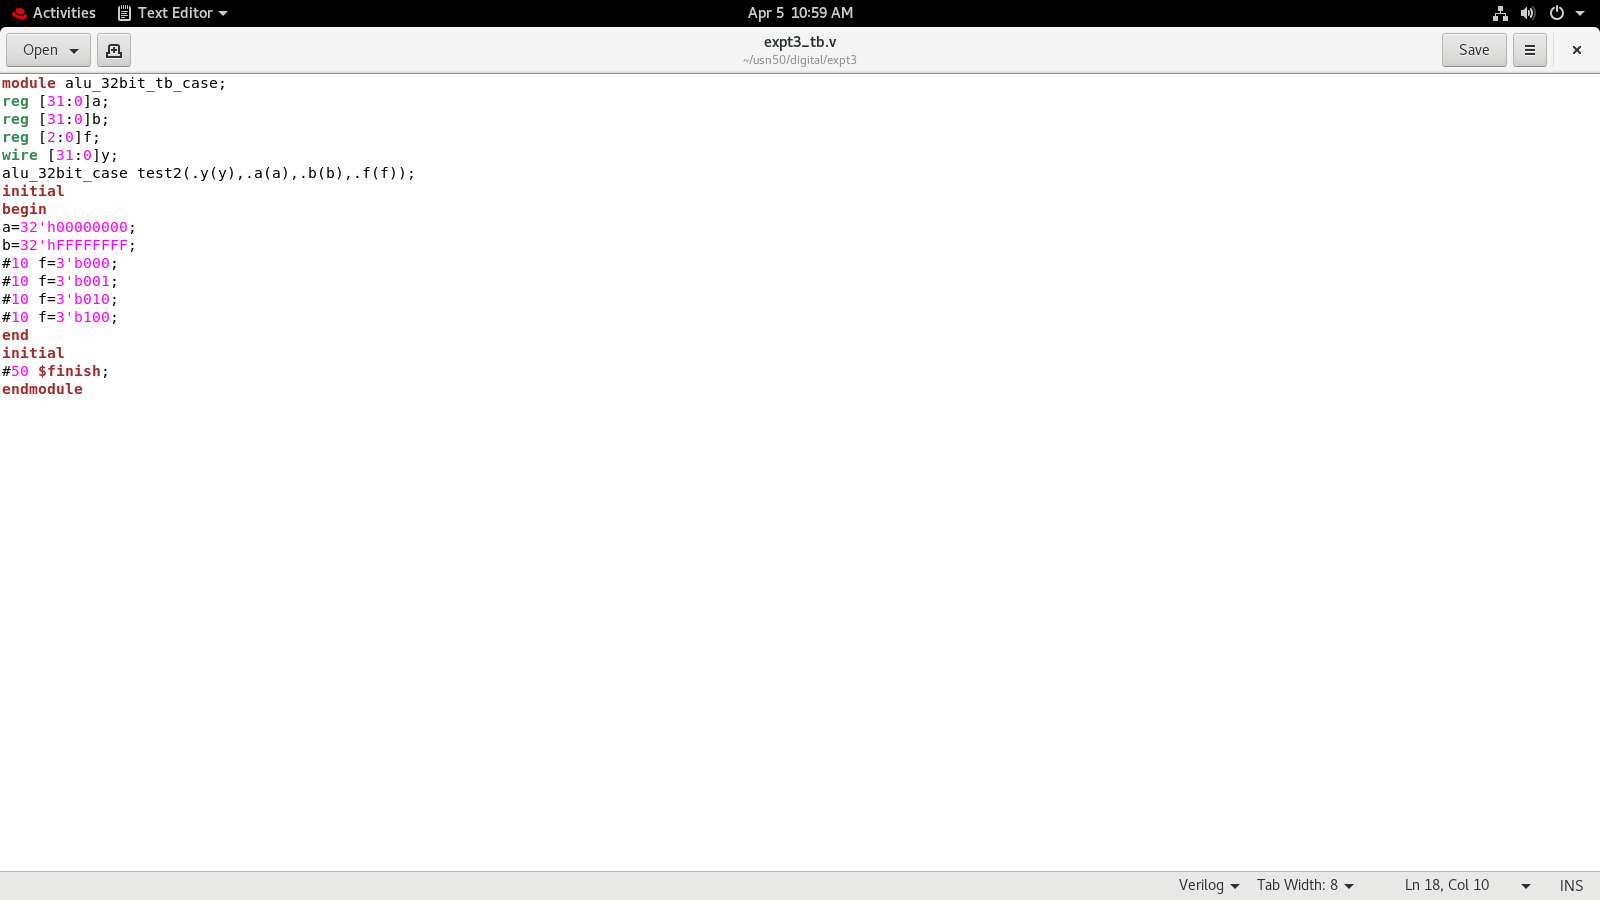 Activities Text Editor Apr 5 10:59 AM
Open expt3_tb.v Save
~/usn50/digital/expt3
module alu_32bit_tb_case;
reg [31:0]a;
reg [31:0]b;
reg [2:0]f;
wire [31:0]y;
alu_32bit_case test2(.y(y),.a(a),.b(b),.f(f));
initial
begin
a=32'h00000000;
b=32'hFFFFFFFF;
#10 f=3'b000;
#10 f=3'b001;
#10 f=3'b010;
#10 f=3'b100;
end
initial
#50 $finish;
endmodule
Verilog Tab Width: 8 Ln 18, Col 10 INS